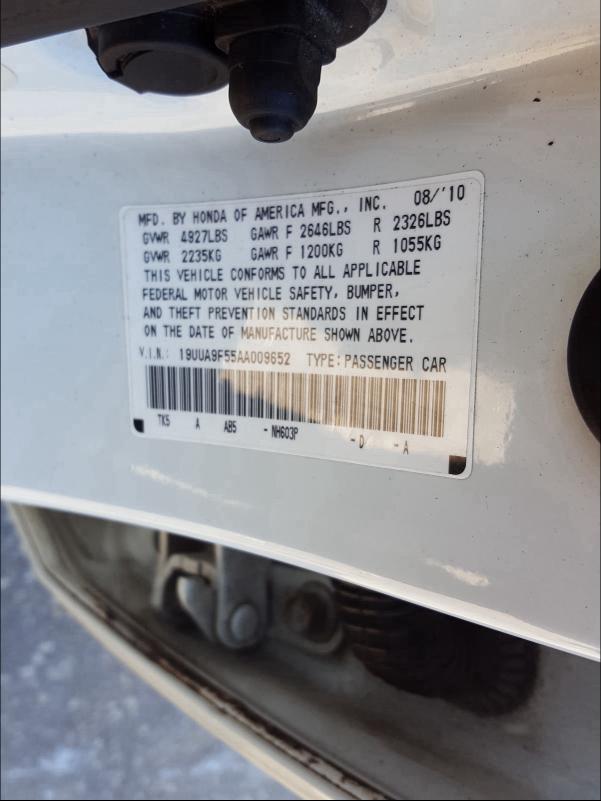 MFD. BY HONDA OF AMERICA MFG., INC. 08/'10
GVWR 4927LBS GAWR F 2646LBS R 2326LBS
GVWR 2235KG GAWR F 1200KG R 1055KG
THIS VEHICLE CONFORMS TO ALL APPLICABLE
FEDERAL MOTOR VEHICLE SAFETY, BUMPER,
AND THEFT PREVENTION STANDARDS IN EFFECT
ON THE DATE OF MANUFACTURE SHOWN ABOVE.
V.I.N.: 19UUA9F55AA009652 TYPE: PASSENGER CAR
TK5 A AB5 -NH603P -D -A